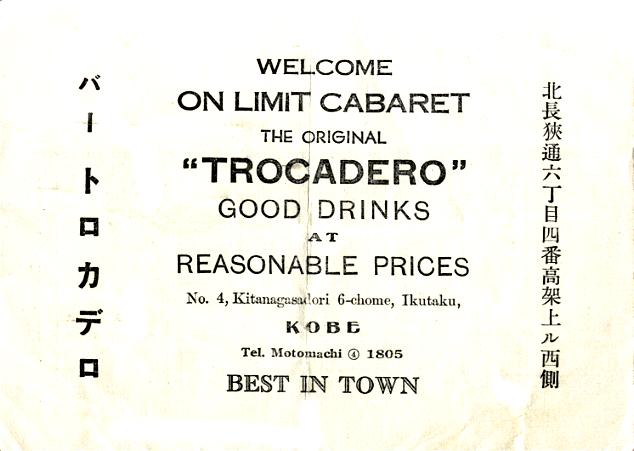 バートロカデロ
WELCOME
ON LIMIT CABARET
THE ORIGINAL
"TROCADERO"
GOOD DRINKS
AT
REASONABLE PRICES
No. 4, Kitanagasadori 6-chome, Ikutaku,
KOBE
Tel. Motomachi ④ 1805
BEST IN TOWN
北長狹通六丁目四番高架上ル西側